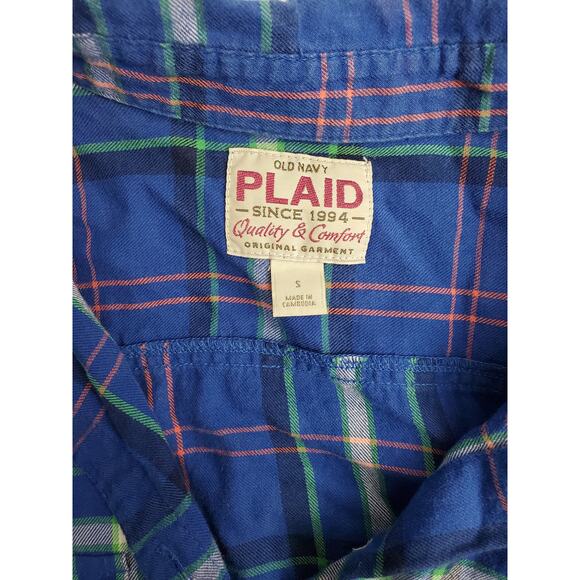 OLD NAVY
PLAID
SINCE 1994
Quality & Comfort
ORIGINAL GARMENT
S
MADE IN
CAMBODIA